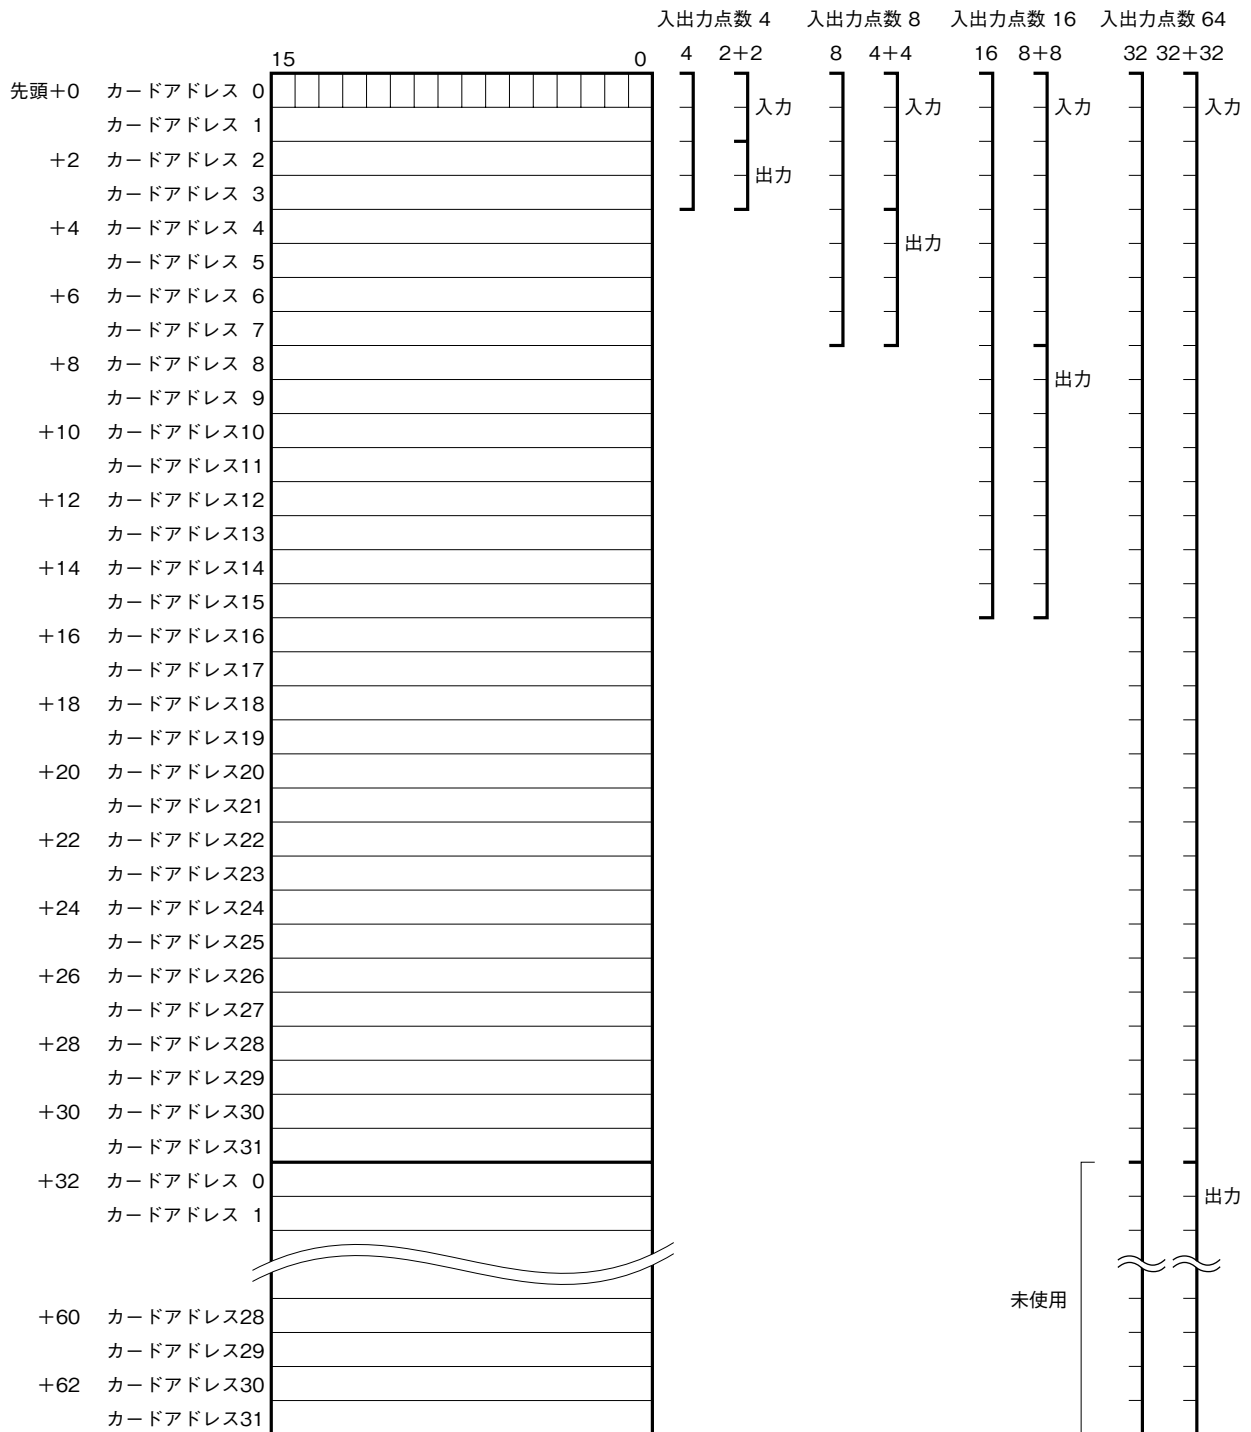 入出力点数 4 入出力点数 8 入出力点数 16 入出力点数 64
15 0 4 2+2 8 4+4 16 8+8 32 32+32
先頭+0 カードアドレス 0
入力 入力 入力 入力
カードアドレス 1
+2 カードアドレス 2
出力
カードアドレス 3
+4 カードアドレス 4
出力
カードアドレス 5
+6 カードアドレス 6
カードアドレス 7
+8 カードアドレス 8
出力
カードアドレス 9
+10 カードアドレス10
カードアドレス11
+12 カードアドレス12
カードアドレス13
+14 カードアドレス14
カードアドレス15
+16 カードアドレス16
カードアドレス17
+18 カードアドレス18
カードアドレス19
+20 カードアドレス20
カードアドレス21
+22 カードアドレス22
カードアドレス23
+24 カードアドレス24
カードアドレス25
+26 カードアドレス26
カードアドレス27
+28 カードアドレス28
カードアドレス29
+30 カードアドレス30
カードアドレス31
+32 カードアドレス 0
出力
カードアドレス 1
未使用
+60 カードアドレス28
カードアドレス29
+62 カードアドレス30
カードアドレス31